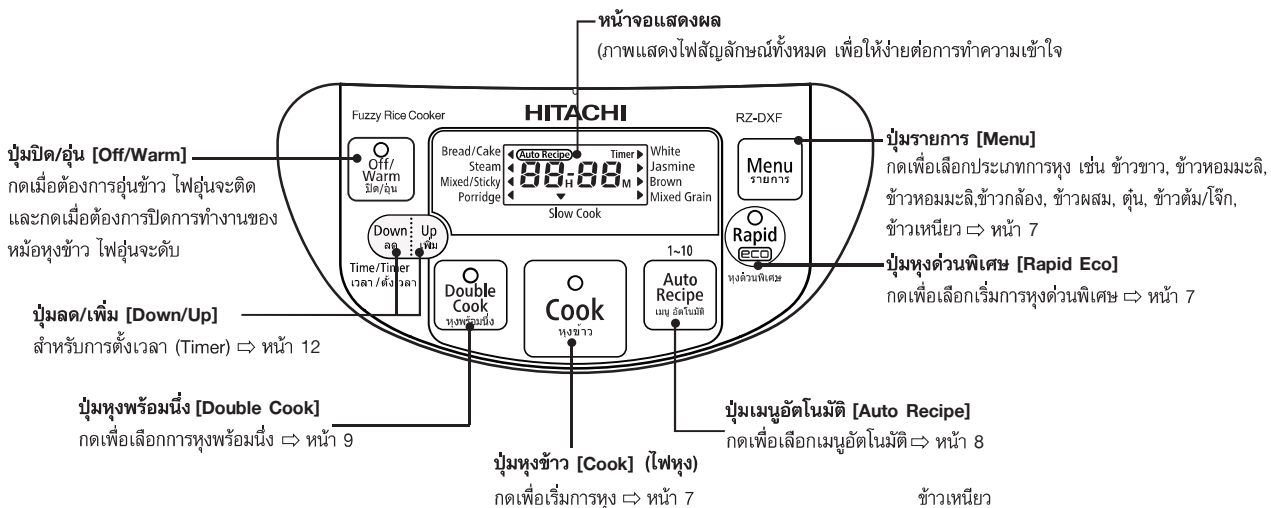 หน้าจอแสดงผล
(ภาพแสดงไฟสัญลักษณ์ทั้งหมด เพื่อให้ง่ายต่อการทำความเข้าใจ
Fuzzy Rice Cooker
HITACHI
RZ-DXF
ปุ่มปิด/อุ่น [Off/Warm]
กดเมื่อต้องการอุ่นข้าว ไฟอุ่นจะติด
และกดเมื่อต้องการปิดการทำงานของ
หม้อหุงข้าว ไฟอุ่นจะดับ
Off/
Warm
ปิด/อุ่น
Bread/Cake
Steam
Mixed/Sticky
Porridge
Auto Recipe
Timer
88:88
H
M
White
Jasmine
Brown
Mixed Grain
Slow Cook
Menu
รายการ
ปุ่มรายการ [Menu]
กดเพื่อเลือกประเภทการหุง เช่น ข้าวขาว, ข้าวหอมมะลิ,
ข้าวหอมมะลิ,ข้าวกล้อง, ข้าวผสม, ตุ๋น, ข้าวต้ม/โจ๊ก,
ข้าวเหนียว ⇨ หน้า 7
Down
ลด
Up
เพิ่ม
Time/Timer
เวลา / ตั้งเวลา
Rapid
eco
หุงด่วนพิเศษ
ปุ่มหุงด่วนพิเศษ [Rapid Eco]
กดเพื่อเลือกเริ่มการหุงด่วนพิเศษ ⇨ หน้า 7
Double
Cook
หุงพร้อมนึ่ง
Cook
หุงข้าว
1~10
Auto
Recipe
เมนู อัตโนมัติ
ปุ่มลด/เพิ่ม [Down/Up]
สำหรับการตั้งเวลา (Timer) ⇨ หน้า 12
ปุ่มหุงพร้อมนึ่ง [Double Cook]
กดเพื่อเลือกการหุงพร้อมนึ่ง ⇨ หน้า 9
ปุ่มเมนูอัตโนมัติ [Auto Recipe]
กดเพื่อเลือกเมนูอัตโนมัติ ⇨ หน้า 8
ปุ่มหุงข้าว [Cook] (ไฟหุง)
กดเพื่อเริ่มการหุง ⇨ หน้า 7
ข้าวเหนียว